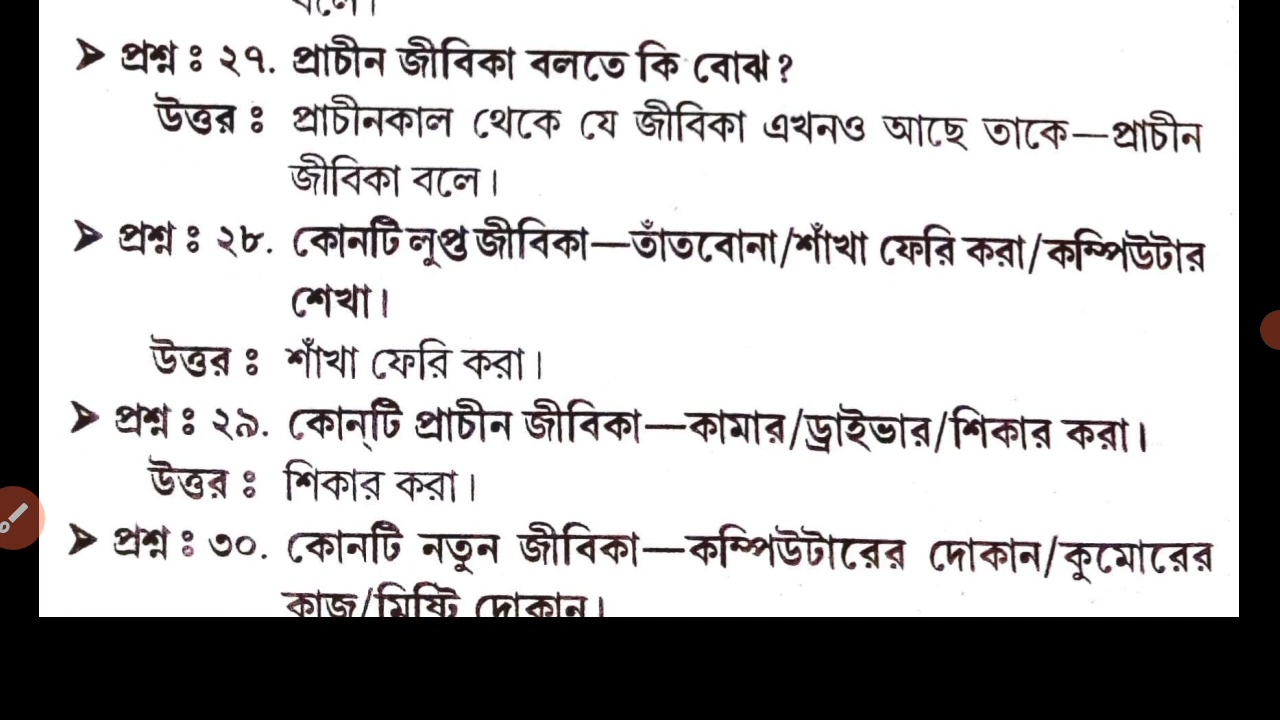 বলে।
➤ প্রশ্ন ঃ ২৭. প্রাচীন জীবিকা বলতে কি বোঝ?
উত্তর ঃ প্রাচীনকাল থেকে যে জীবিকা এখনও আছে তাকে—প্রাচীন
জীবিকা বলে।
➤ প্রশ্ন ঃ ২৮. কোনটি লুপ্ত জীবিকা—তাঁতবোনা/শাঁখা ফেরি করা/কম্পিউটার
শেখা।
উত্তর ঃ শাঁখা ফেরি করা।
➤ প্রশ্ন ঃ ২৯. কোন্‌টি প্রাচীন জীবিকা—কামার/ড্রাইভার/শিকার করা।
উত্তর ঃ শিকার করা।
➤ প্রশ্ন ঃ ৩০. কোনটি নতুন জীবিকা—কম্পিউটারের দোকান/কুমোরের
কাজ/মিষ্টি দোকান।